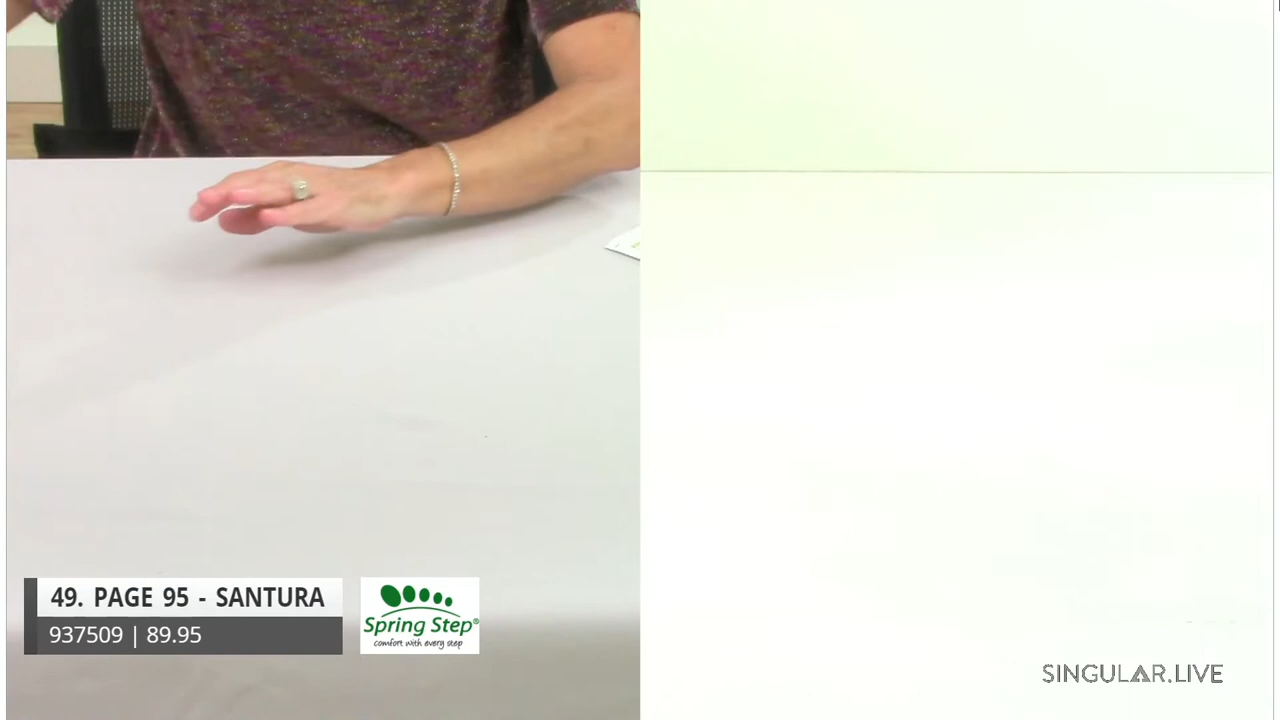 49. PAGE 95 - SANTURA
937509 | 89.95
Spring Step®
comfort with every step
SINGULAR.LIVE